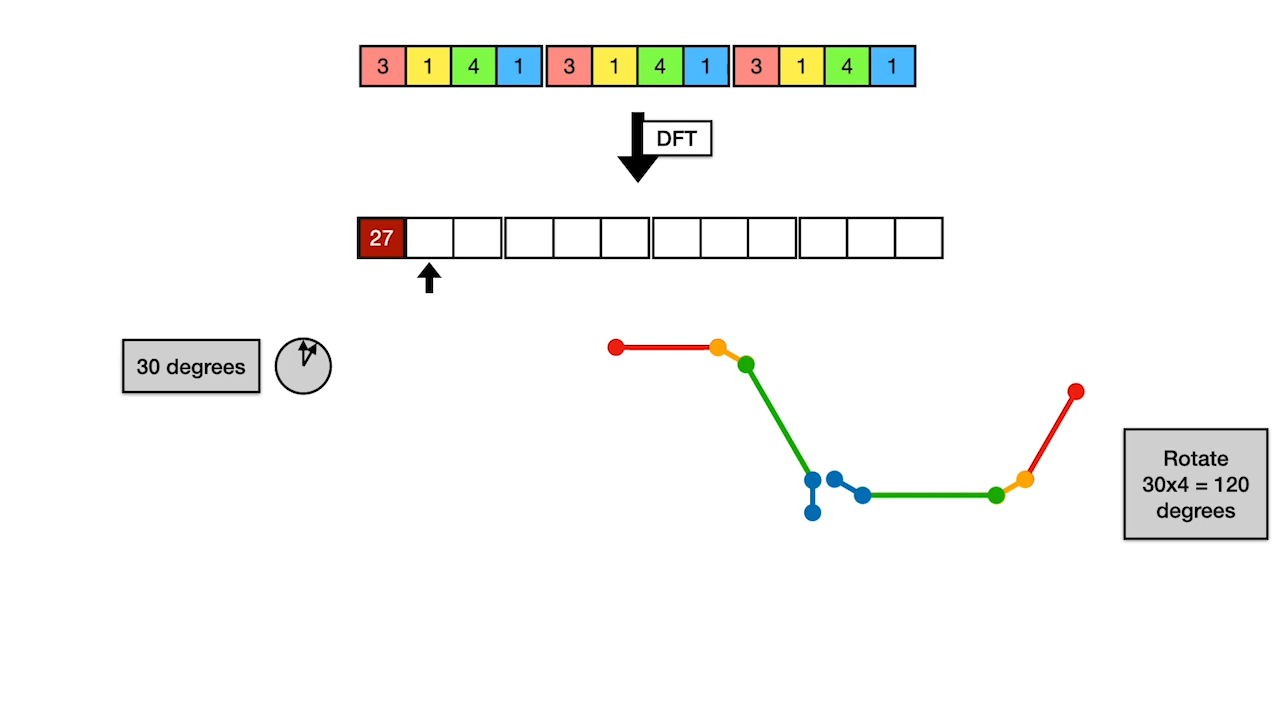 3 1 4 1 3 1 4 1 3 1 4 1
DFT
27
30 degrees
Rotate
30x4 = 120
degrees